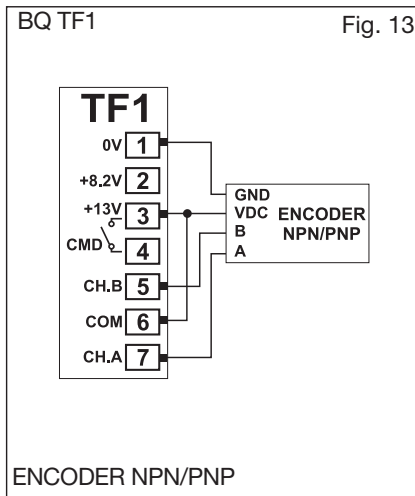 BQ TF1
Fig. 13
TF1
0V 1
+8.2V 2
+13V 3
CMD 4
CH.B 5
COM 6
CH.A 7
GND
VDC
B
A
ENCODER
NPN/PNP
ENCODER NPN/PNP